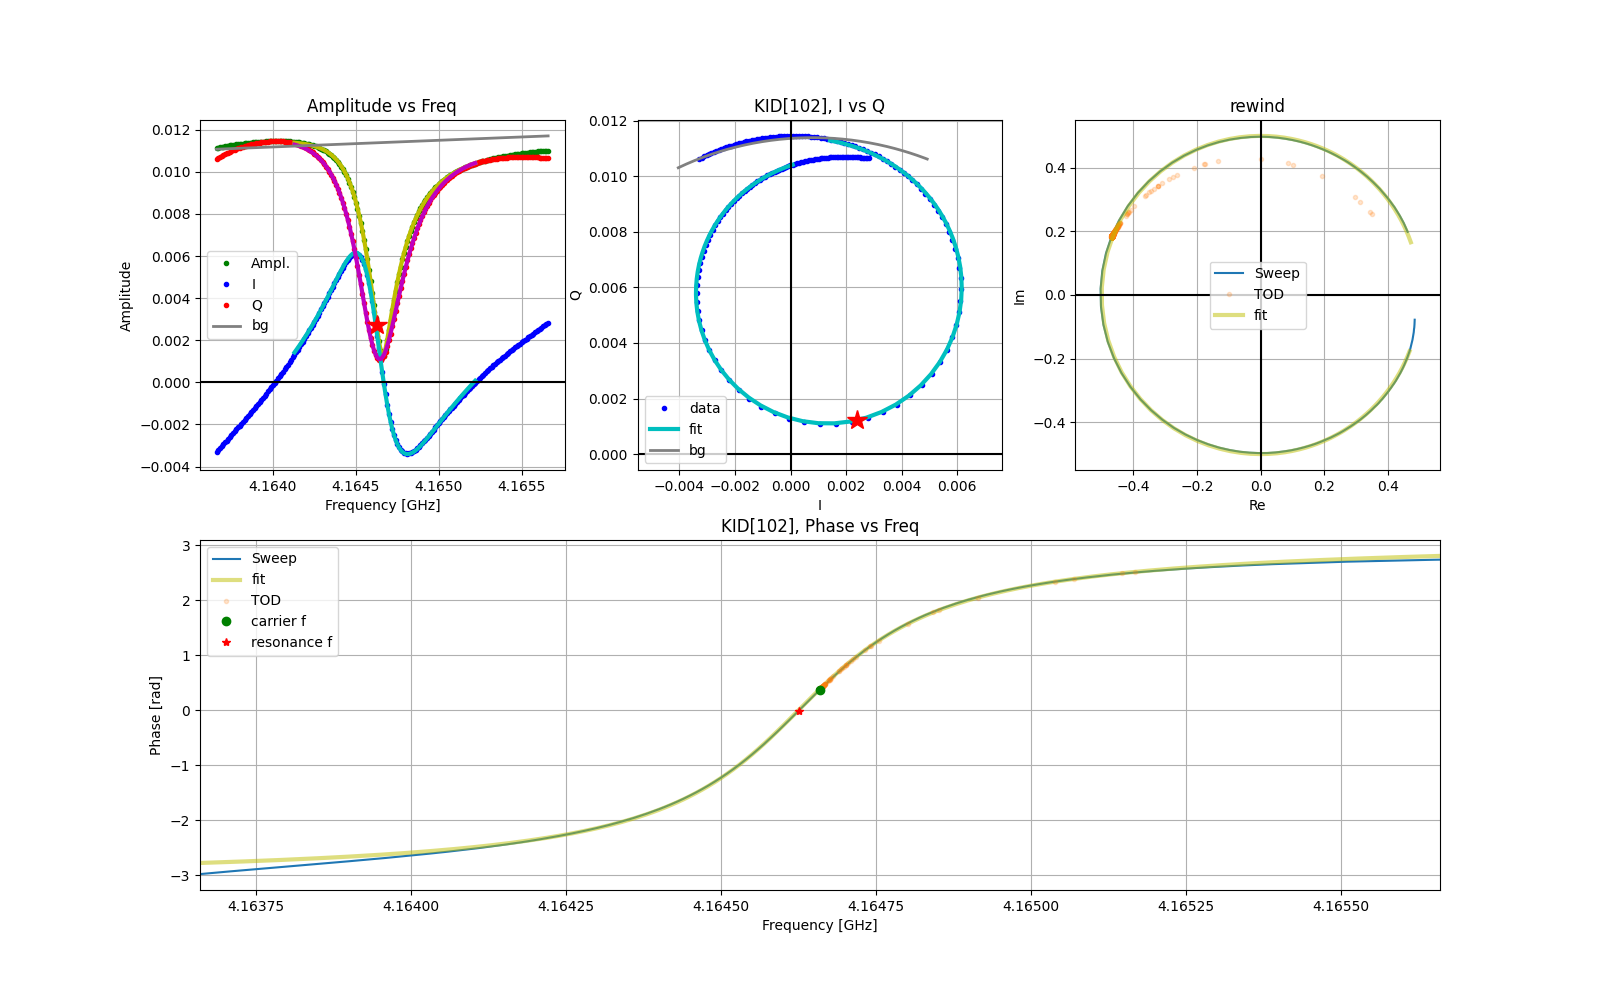 Amplitude vs Freq
Amplitude
0.012
0.010
0.008
0.006
0.004
0.002
0.000
−0.002
−0.004
Ampl.
I
Q
bg
4.1640 4.1645 4.1650 4.1655
Frequency [GHz]
KID[102], I vs Q
Q
0.012
0.010
0.008
0.006
0.004
0.002
0.000
data
fit
bg
−0.004 −0.002 0.000 0.002 0.004 0.006
I
rewind
Im
0.4
0.2
0.0
−0.2
−0.4
Sweep
TOD
fit
−0.4 −0.2 0.0 0.2 0.4
Re
KID[102], Phase vs Freq
Phase [rad]
3
2
1
0
−1
−2
−3
Sweep
fit
TOD
carrier f
resonance f
4.16375 4.16400 4.16425 4.16450 4.16475 4.16500 4.16525 4.16550
Frequency [GHz]